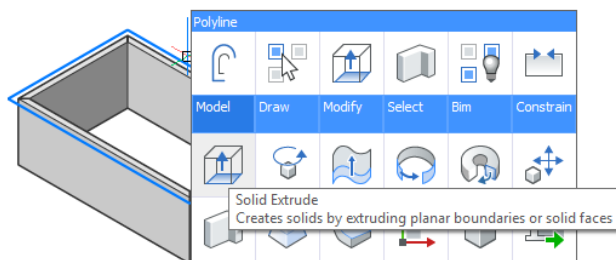 Polyline
Model Draw Modify Select Bim Constrain
Solid Extrude
Creates solids by extruding planar boundaries or solid faces